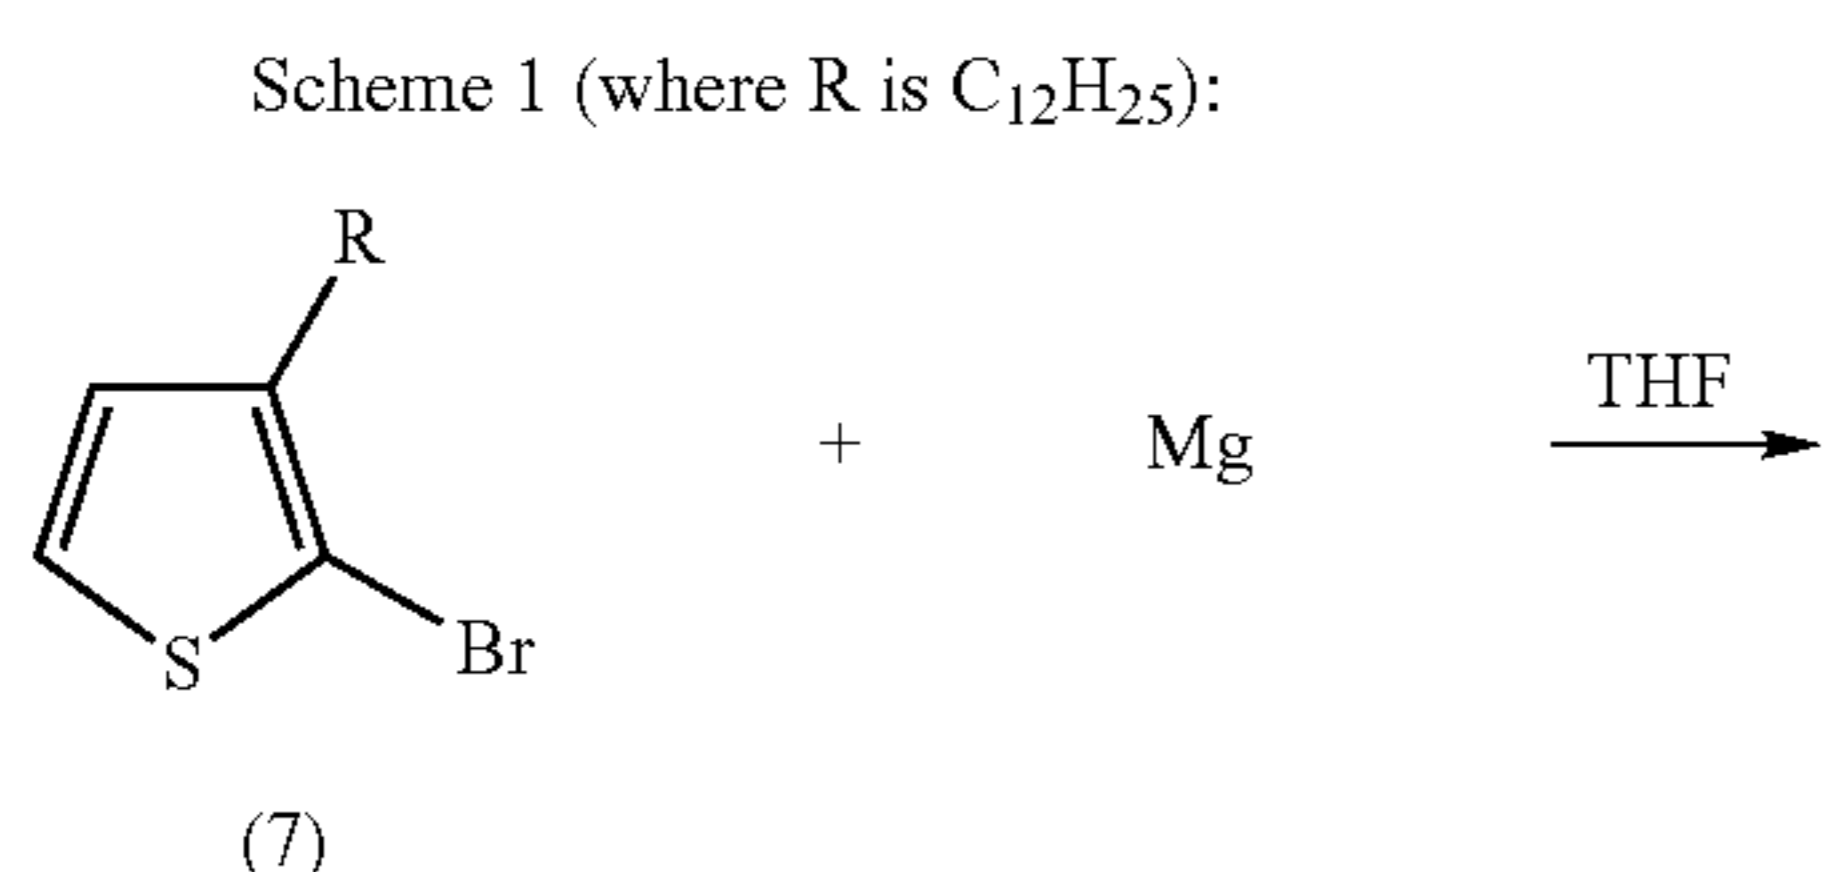 Scheme 1 (where R is C₁₂H₂₅):
R
THF
+ Mg
S
Br
(7)